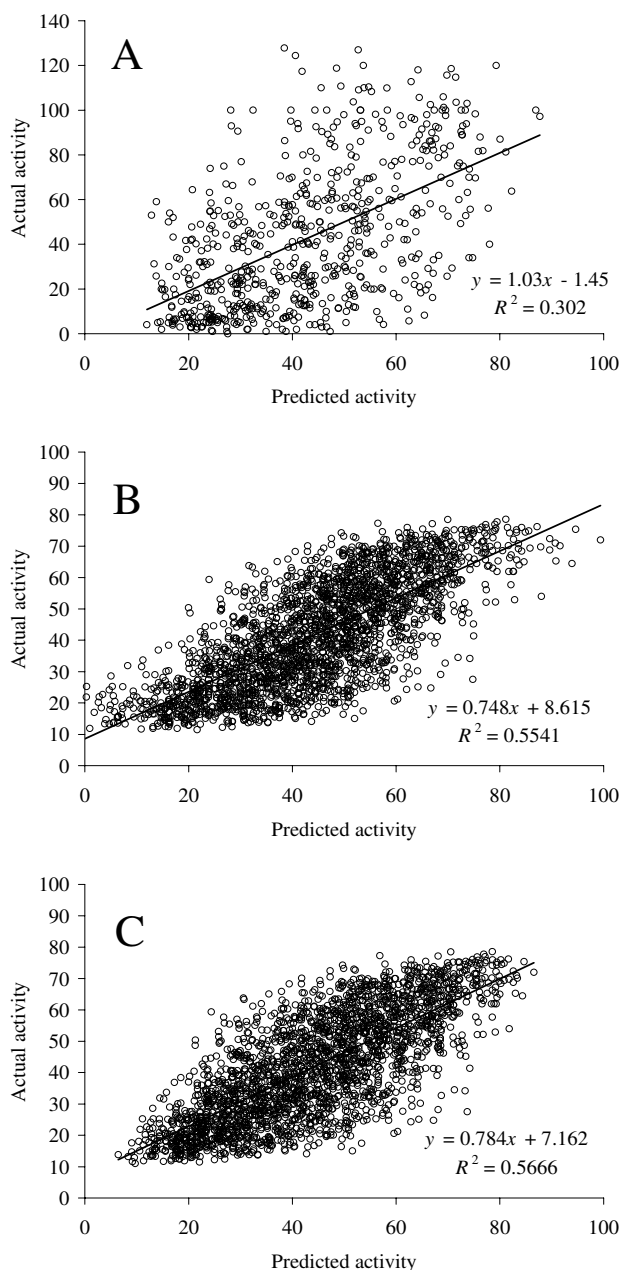 A
140
120
100
80
60
40
20
0
Actual activity
y = 1.03x - 1.45
R² = 0.302
0 20 40 60 80 100
Predicted activity
B
100
90
80
70
60
50
40
30
20
10
0
Actual activity
y = 0.748x + 8.615
R² = 0.5541
0 20 40 60 80 100
Predicted activity
C
100
90
80
70
60
50
40
30
20
10
0
Actual activity
y = 0.784x + 7.162
R² = 0.5666
0 20 40 60 80 100
Predicted activity